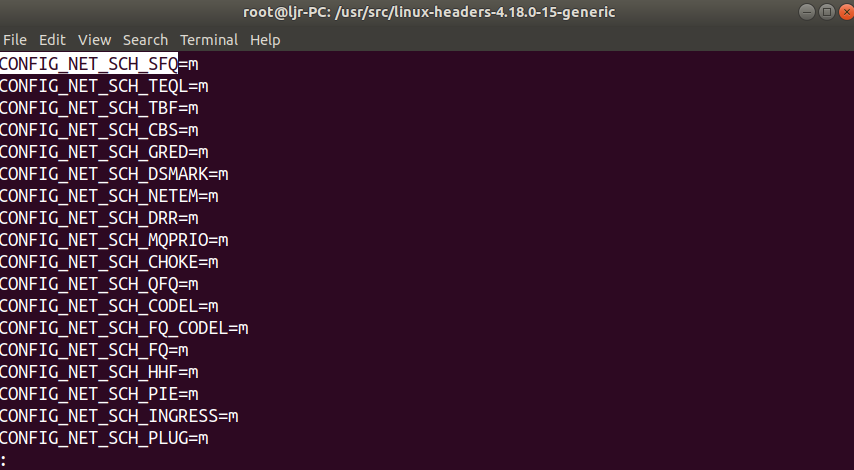 root@ljr-PC: /usr/src/linux-headers-4.18.0-15-generic
File Edit View Search Terminal Help
CONFIG_NET_SCH_SFQ=m
CONFIG_NET_SCH_TEQL=m
CONFIG_NET_SCH_TBF=m
CONFIG_NET_SCH_CBS=m
CONFIG_NET_SCH_GRED=m
CONFIG_NET_SCH_DSMARK=m
CONFIG_NET_SCH_NETEM=m
CONFIG_NET_SCH_DRR=m
CONFIG_NET_SCH_MQPRIO=m
CONFIG_NET_SCH_CHOKE=m
CONFIG_NET_SCH_QFQ=m
CONFIG_NET_SCH_CODEL=m
CONFIG_NET_SCH_FQ_CODEL=m
CONFIG_NET_SCH_FQ=m
CONFIG_NET_SCH_HHF=m
CONFIG_NET_SCH_PIE=m
CONFIG_NET_SCH_INGRESS=m
CONFIG_NET_SCH_PLUG=m
: